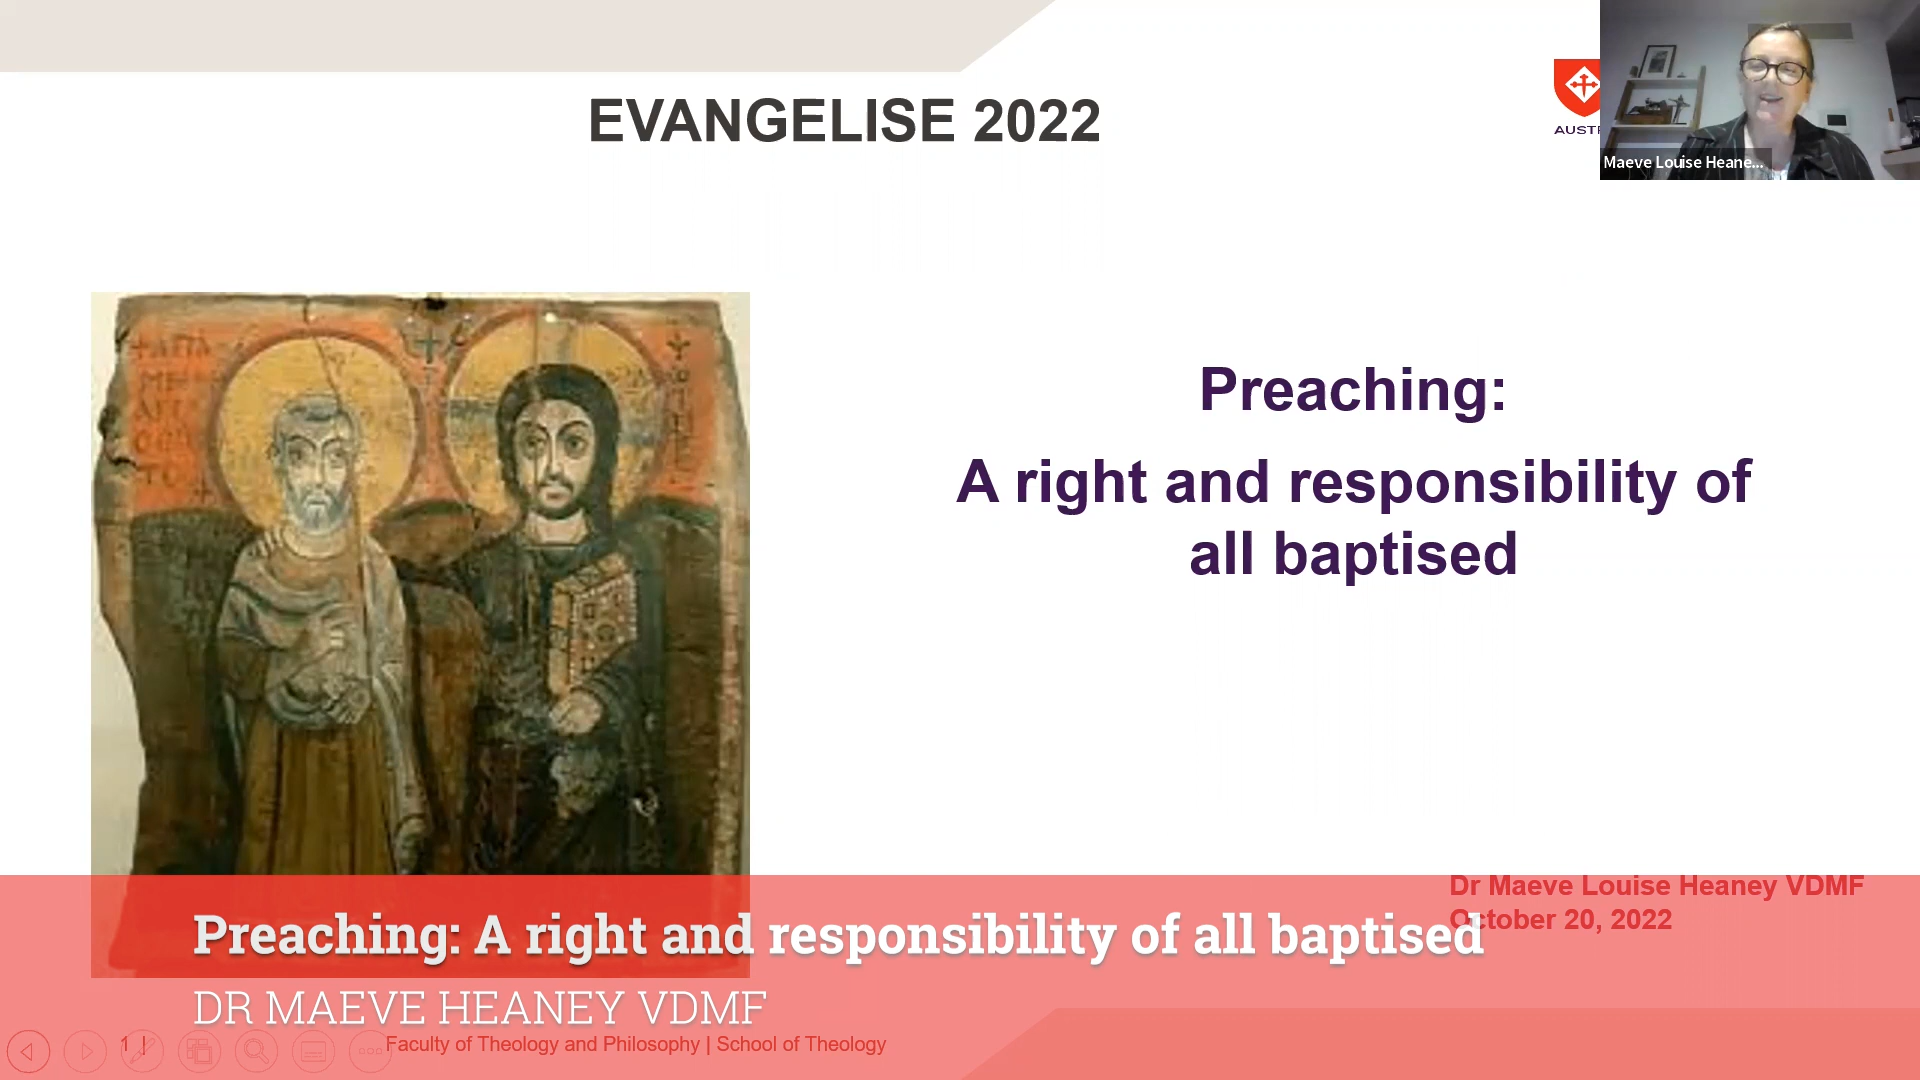 EVANGELISE 2022
AUST
Maeve Louise Heane...
Preaching:
A right and responsibility of
all baptised
Dr Maeve Louise Heaney VDMF
October 20, 2022
Preaching: A right and responsibility of all baptised
DR MAEVE HEANEY VDMF
1 |
Faculty of Theology and Philosophy | School of Theology